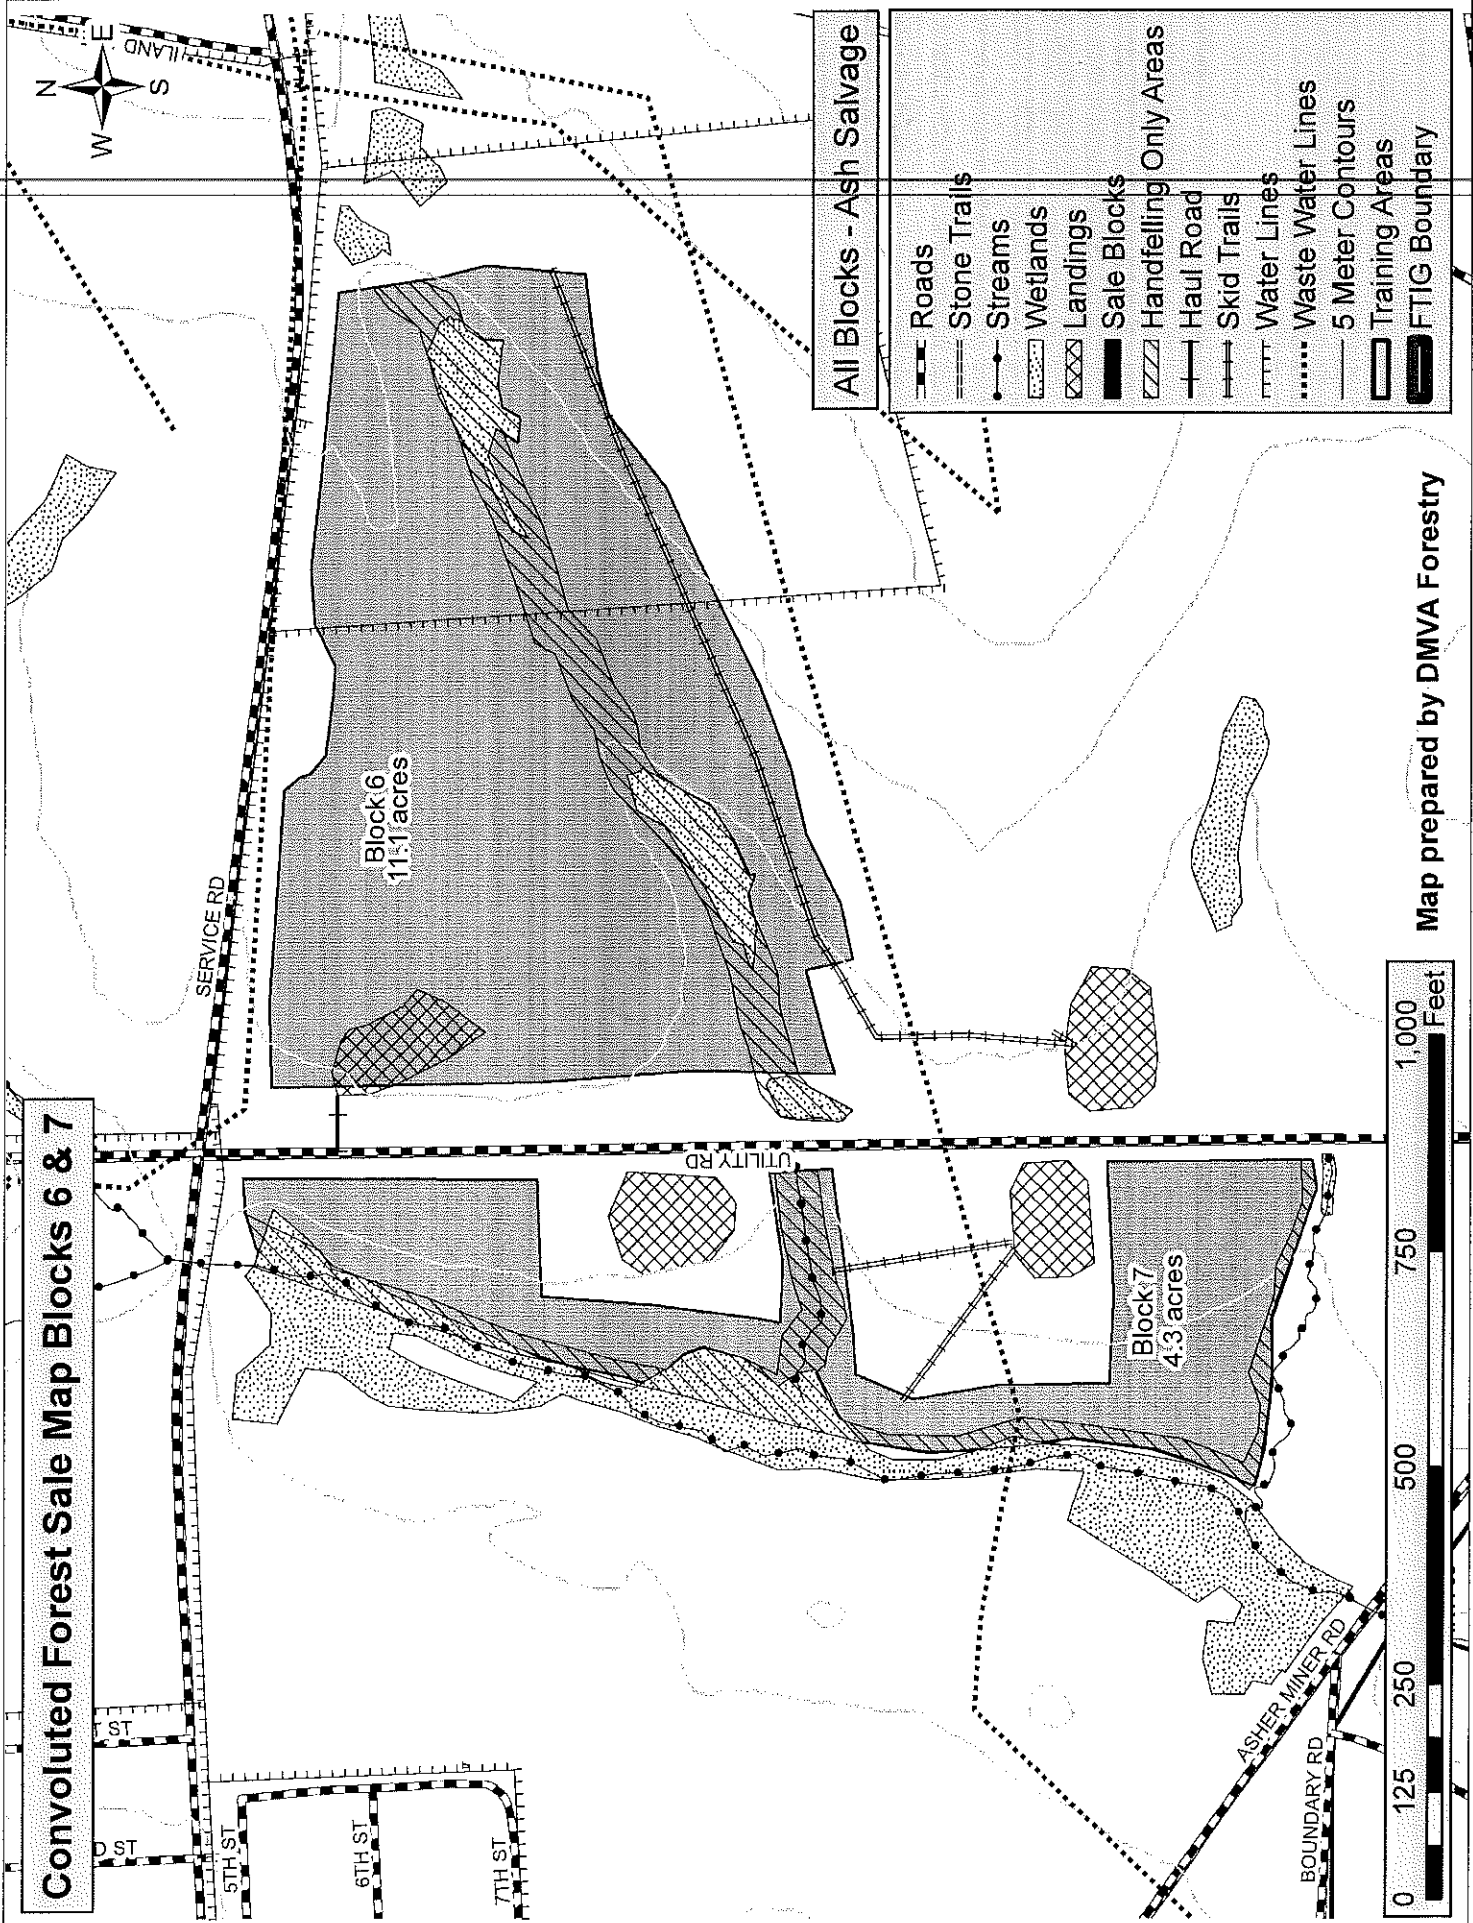 Convoluted Forest Sale Map Blocks 6 & 7
N
E
S
W
SERVICE RD
Block 6
11.1 acres
UTILITY RD
Block 7
4.3 acres
5TH ST
6TH ST
7TH ST
ASHER MINER RD
BOUNDARY RD
All Blocks - Ash Salvage
Roads
Stone Trails
Streams
Wetlands
Landings
Sale Blocks
Handfelling Only Areas
Haul Road
Skid Trails
Water Lines
Waste Water Lines
5 Meter Contours
Training Areas
FTIG Boundary
0 125 250 500 750 1,000
Feet
Map prepared by DMVA Forestry